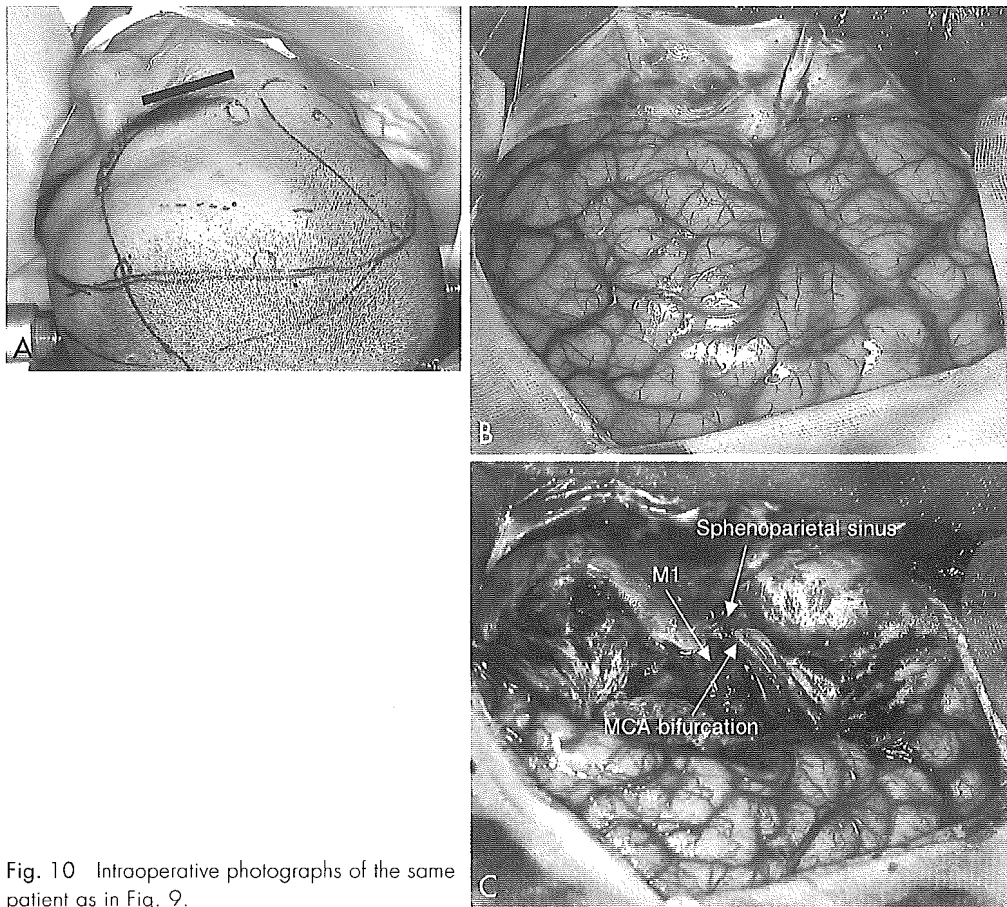 A
B
Sphenoparietal sinus
M1
MCA bifurcation
C
Fig. 10 Intraoperative photographs of the same
patient as in Fig. 9.